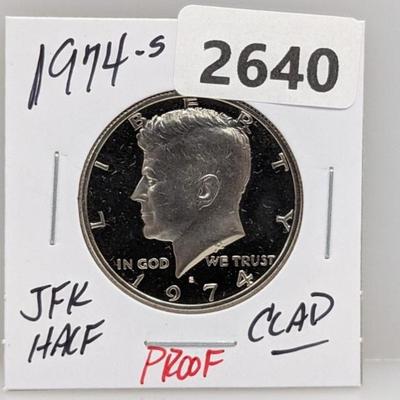 1974-S
2640
LIBERTY
IN GOD WE TRUST
S
1974
JFK
HALF
PROOF
CLAD